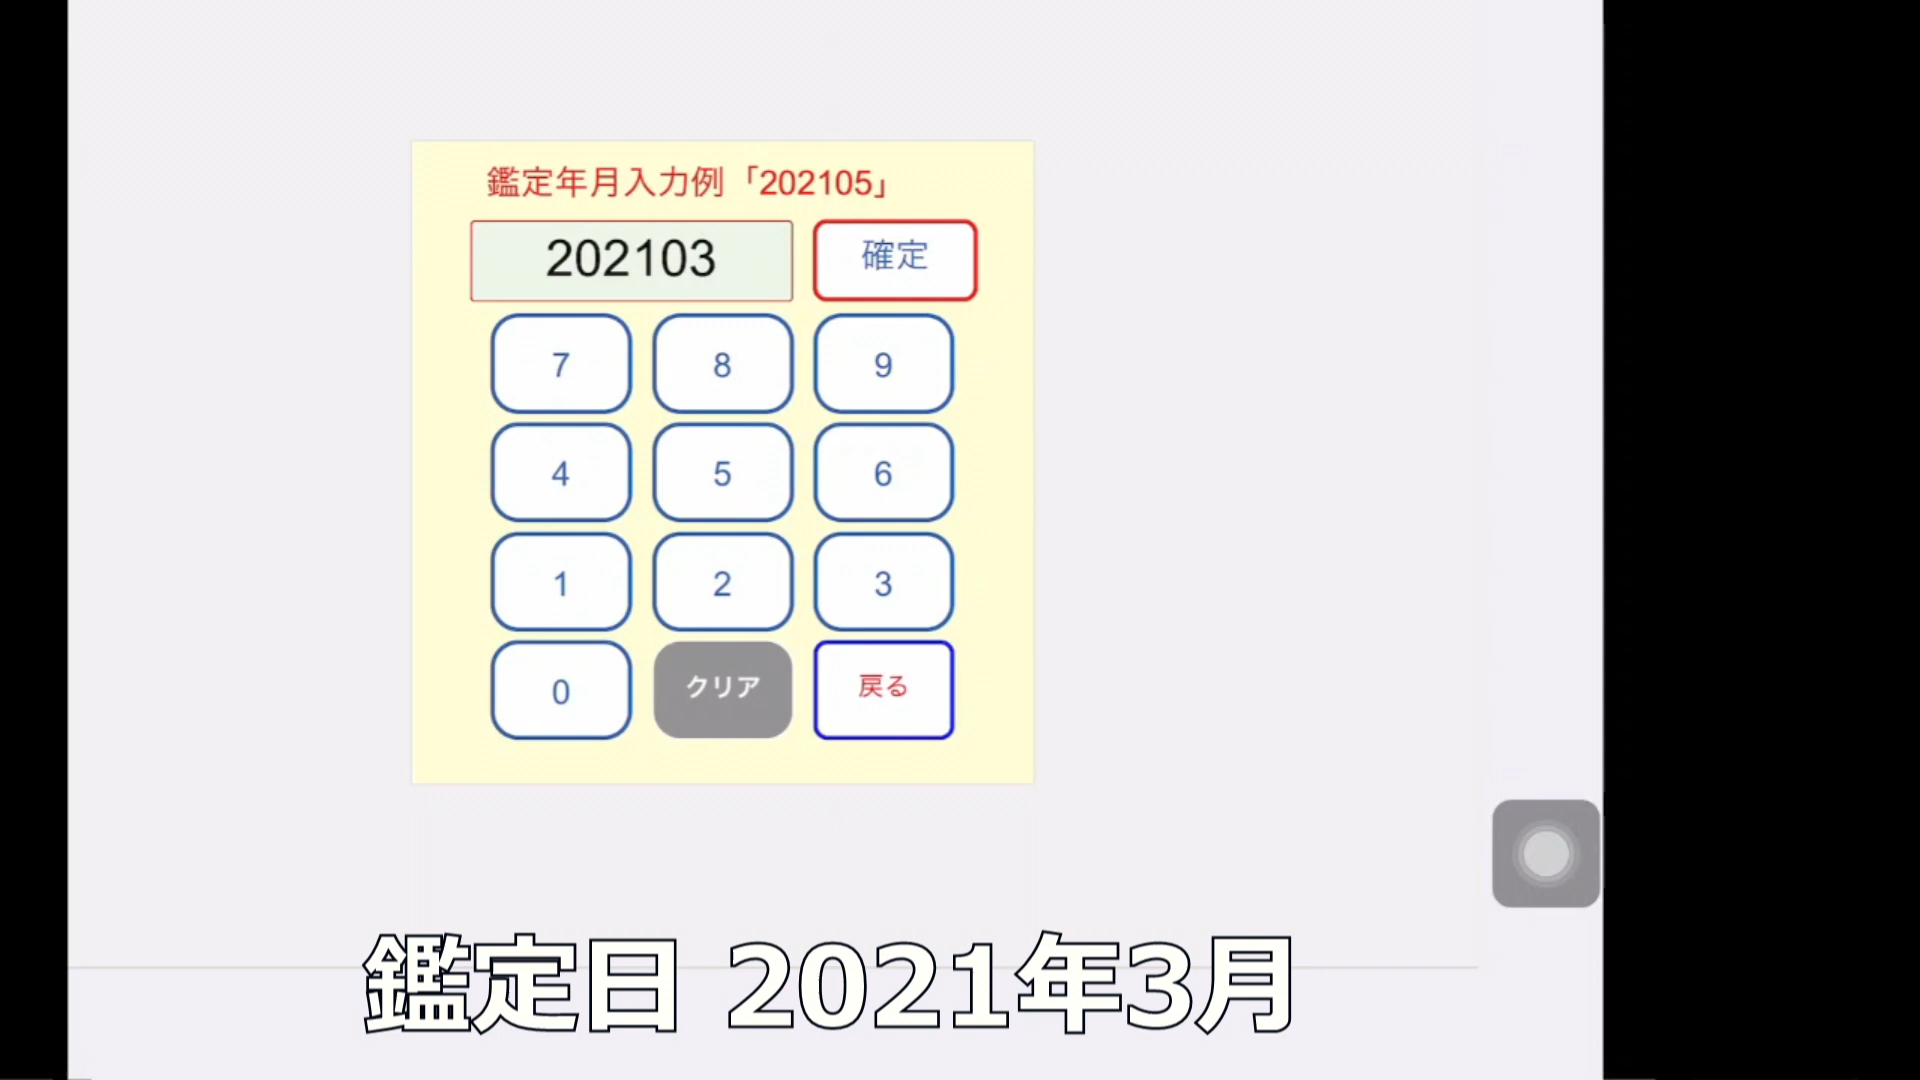 鑑定年月入力例「202105」
202103 確定
7 8 9
4 5 6
1 2 3
0 クリア 戻る
鑑定日 2021年3月